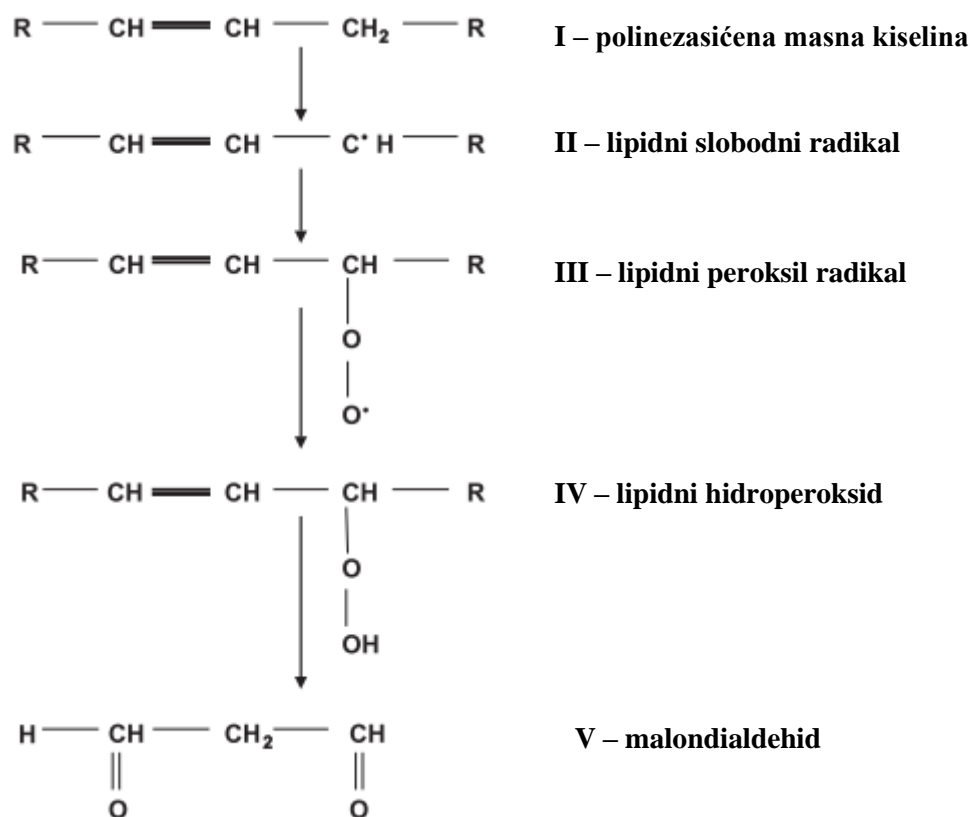 R CH CH CH₂ R I – polinezasićena masna kiselina
R CH CH C• H R II – lipidni slobodni radikal
R CH CH CH R III – lipidni peroksil radikal
O
O•
R CH CH CH R IV – lipidni hidroperoksid
O
OH
H CH CH₂ CH V – malondialdehid
O O